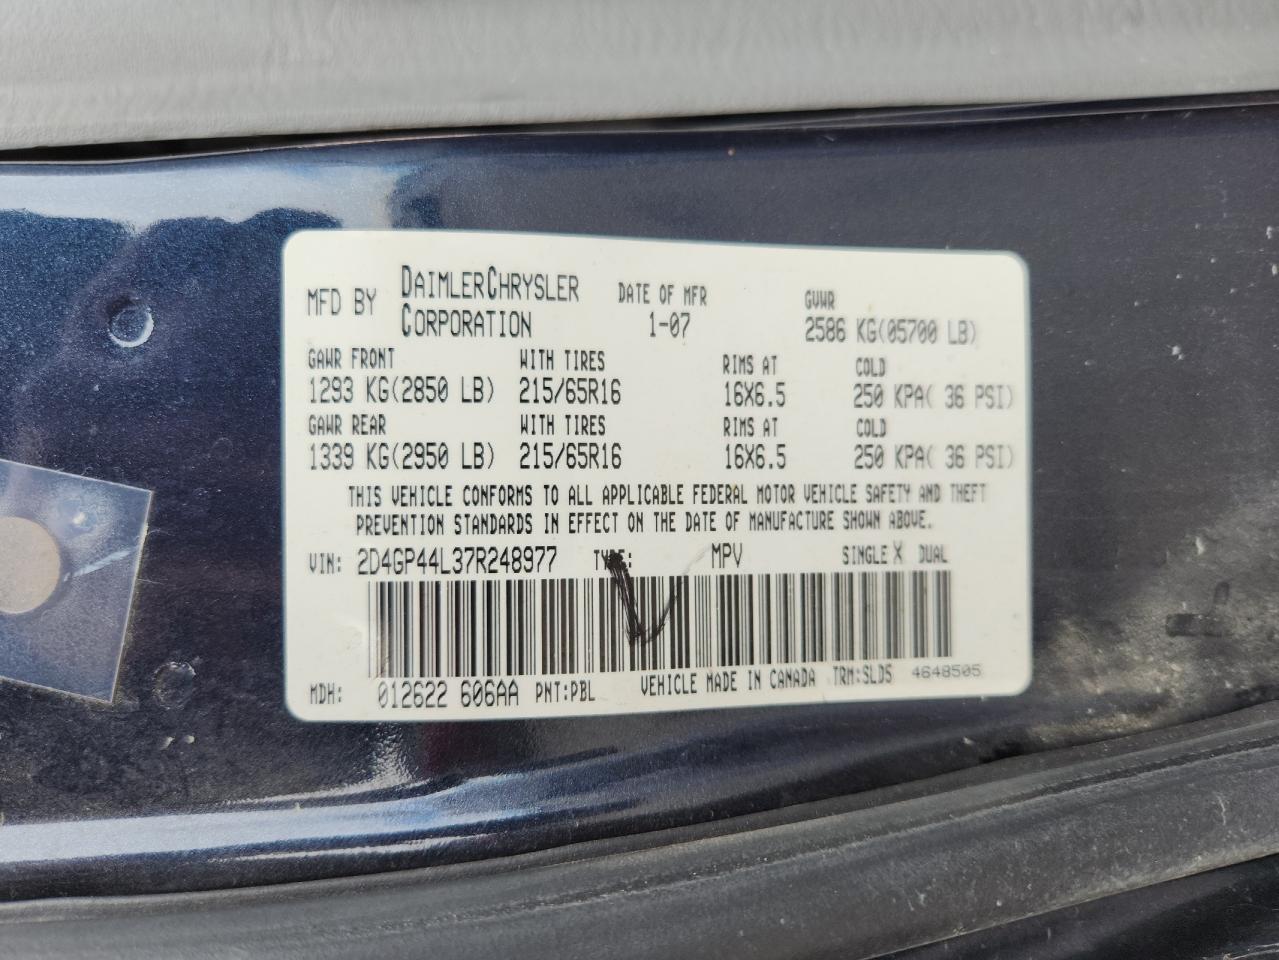 MFD BY DAIMLERCHRYSLER CORPORATION DATE OF MFR 1-07 GVWR 2586 KG(05700 LB)
GAWR FRONT WITH TIRES RIMS AT COLD
1293 KG(2850 LB) 215/65R16 16X6.5 250 KPA( 36 PSI)
GAWR REAR WITH TIRES RIMS AT COLD
1339 KG(2950 LB) 215/65R16 16X6.5 250 KPA( 36 PSI)
THIS VEHICLE CONFORMS TO ALL APPLICABLE FEDERAL MOTOR VEHICLE SAFETY AND THEFT
PREVENTION STANDARDS IN EFFECT ON THE DATE OF MANUFACTURE SHOWN ABOVE.
VIN: 2D4GP44L37R248977 TYPE: MPV SINGLE X DUAL
MDH: 012622 606AA PNT:PBL VEHICLE MADE IN CANADA TRM:SLD5 4648505